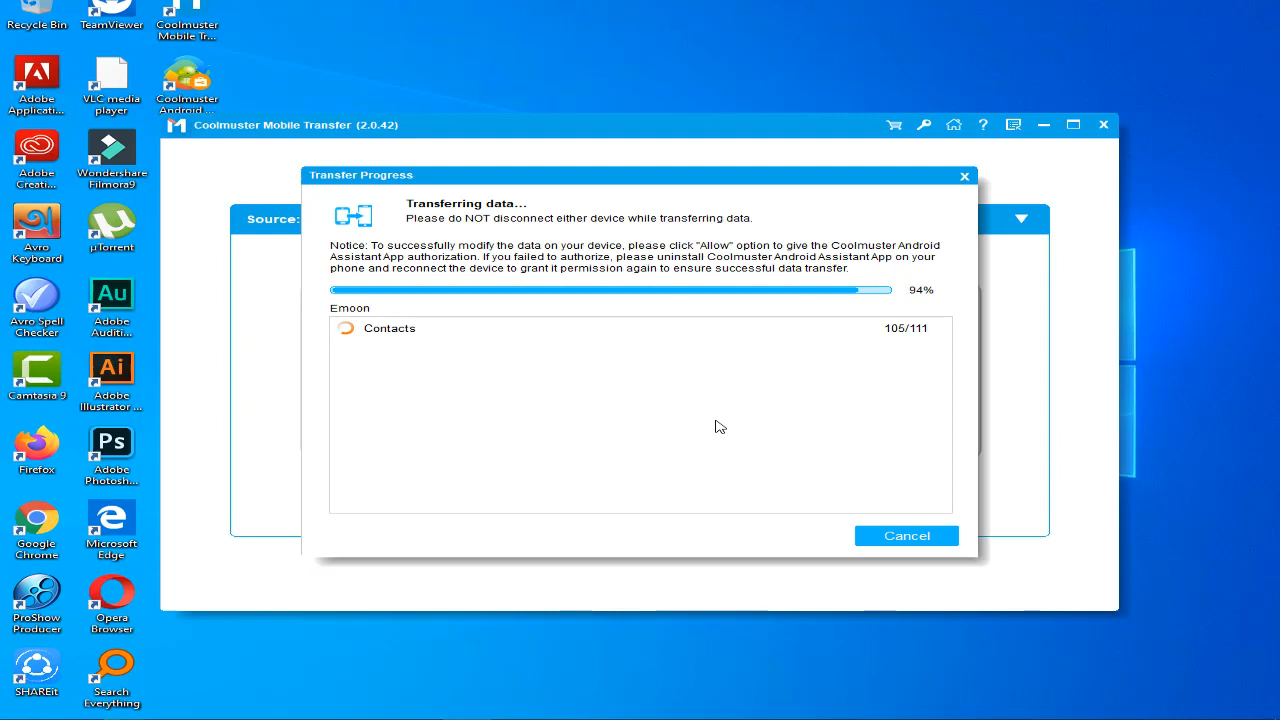 Recycle Bin
TeamViewer
Coolmuster
Mobile Tr...
Adobe
Applicati...
VLC media
player
Coolmuster
Android ...
Adobe
Creati...
Wondershare
Filmora9
Avro
Keyboard
µTorrent
Avro Spell
Checker
Au
Adobe
Auditi...
Camtasia 9
Ai
Adobe
Illustrator ...
Firefox
Ps
Adobe
Photosh...
Google
Chrome
Microsoft
Edge
ProShow
Producer
Opera
Browser
SHAREit
Search
Everything
Coolmuster Mobile Transfer (2.0.42)
Source:
Transfer Progress
Transferring data...
Please do NOT disconnect either device while transferring data.
Notice: To successfully modify the data on your device, please click "Allow" option to give the Coolmuster Android
Assistant App authorization. If you failed to authorize, please uninstall Coolmuster Android Assistant App on your
phone and reconnect the device to grant it permission again to ensure successful data transfer.
94%
Emoon
Contacts 105/111
Cancel